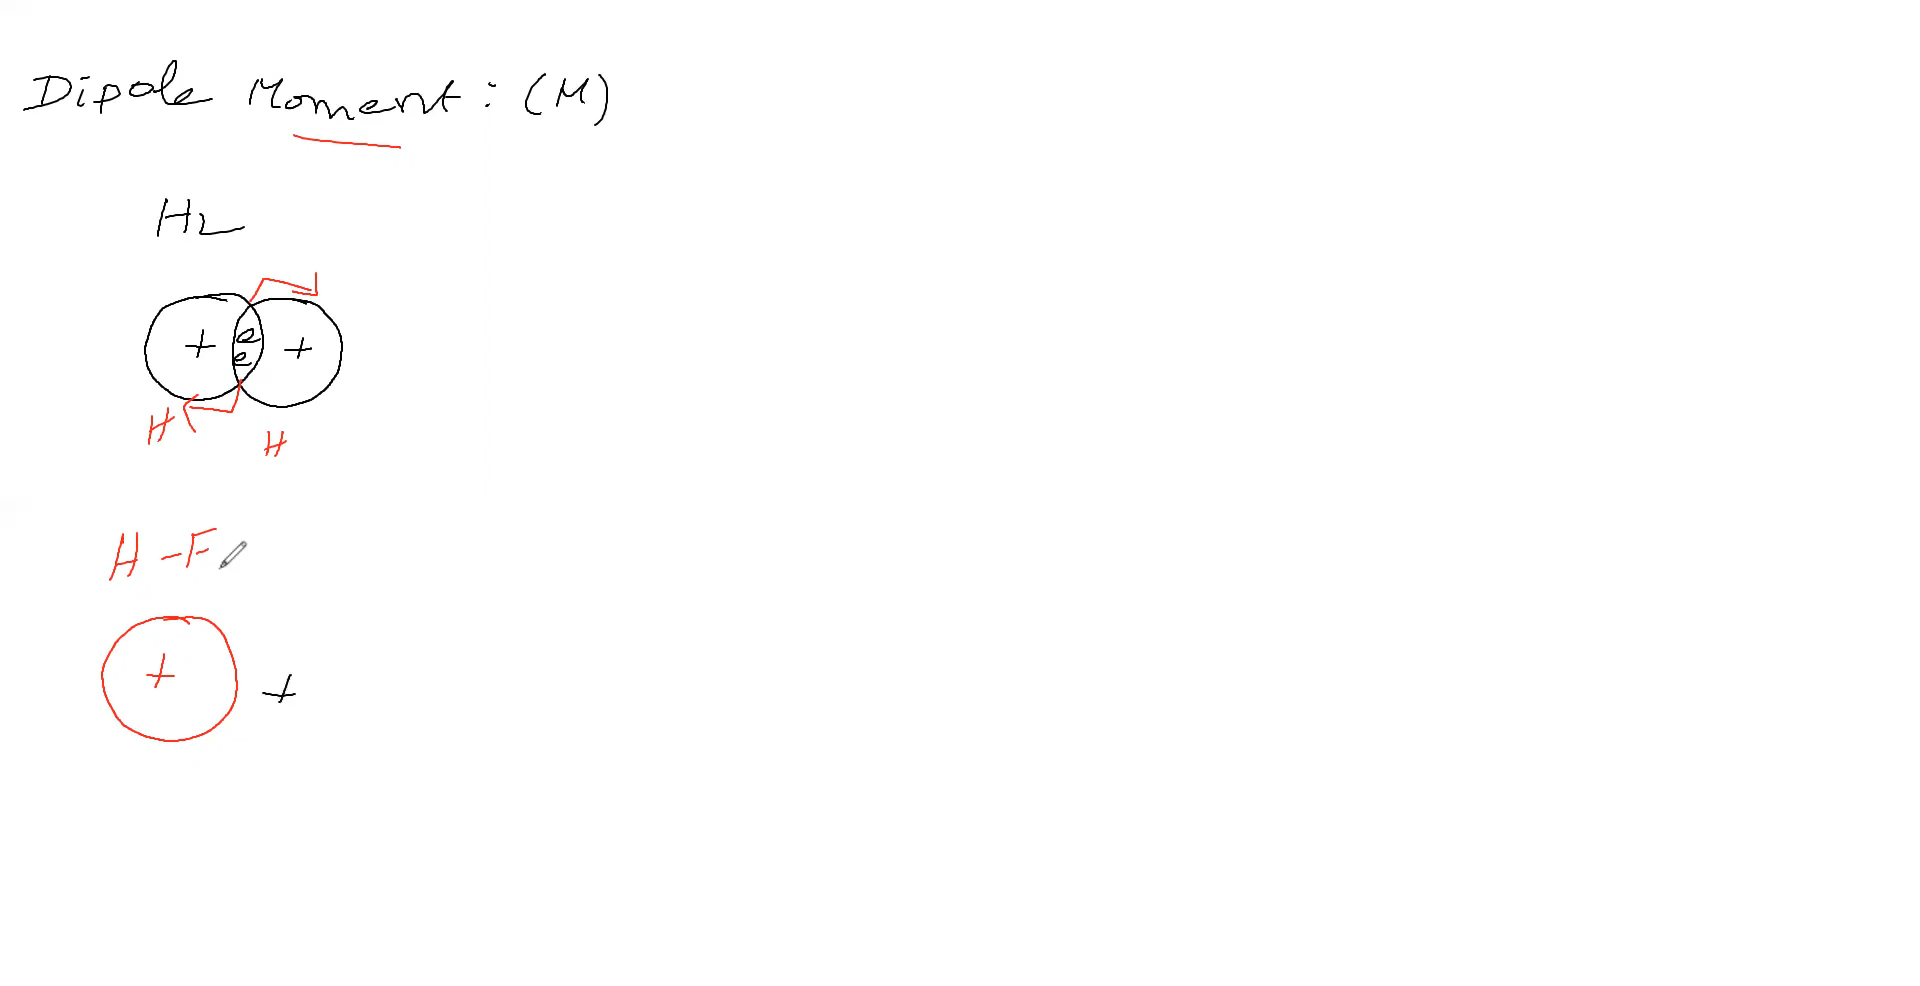 Dipole Moment : (M)
H2
+ e +
e
H H
H-F
+ +